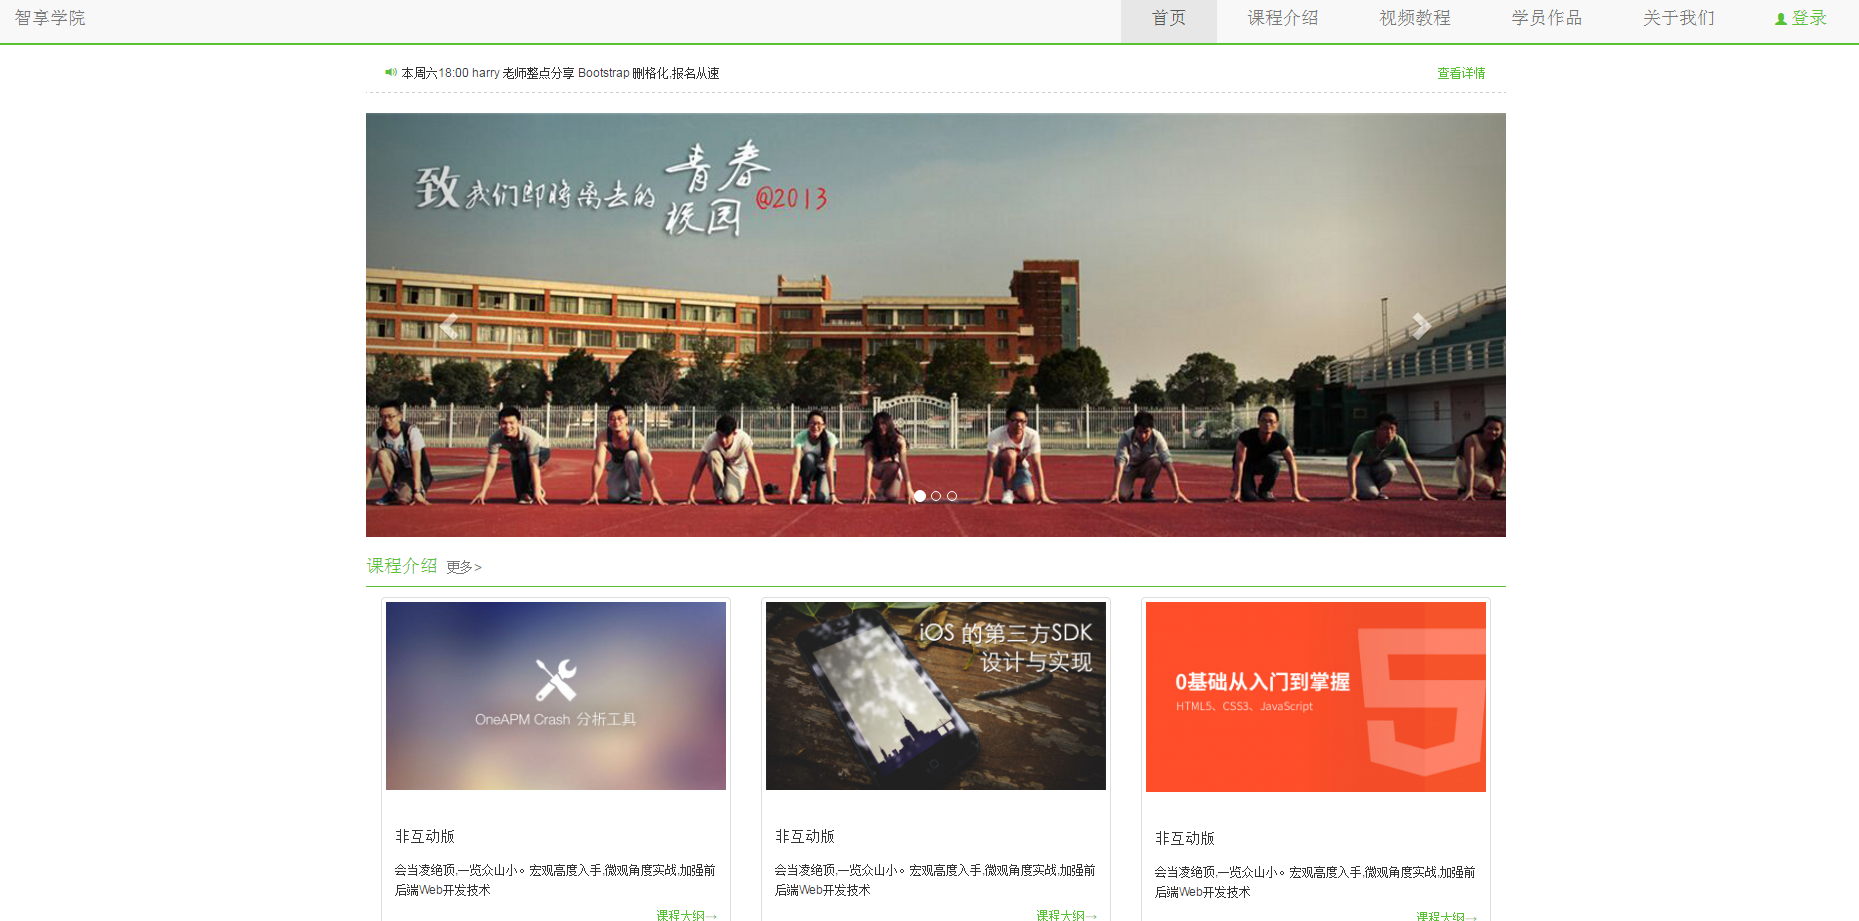 智享学院 首页 课程介绍 视频教程 学员作品 关于我们 登录
本周六18:00 harry 老师整点分享 Bootstrap 删格化,报名从速 查看详情
致我们即将离去的青春校园@2013
课程介绍 更多>
OneAPM Crash 分析工具
iOS 的第三方SDK
设计与实现
0基础从入门到掌握
HTML5、CSS3、JavaScript
非互动版
会当凌绝顶,一览众山小。宏观高度入手,微观角度实战,加强前
后端Web开发技术
课程大纲→
非互动版
会当凌绝顶,一览众山小。宏观高度入手,微观角度实战,加强前
后端Web开发技术
课程大纲→
非互动版
会当凌绝顶,一览众山小。宏观高度入手,微观角度实战,加强前
后端Web开发技术
课程大纲→